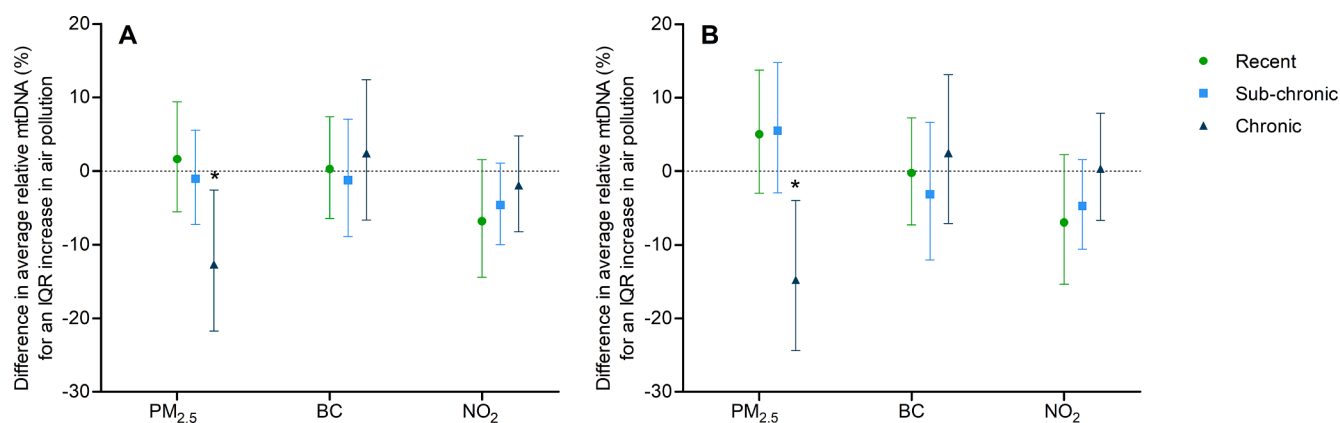 Difference in average relative mtDNA (%)
for an IQR increase in air pollution
20
10
0
-10
-20
-30
A
*
PM2.5
BC
NO2
Difference in average relative mtDNA (%)
for an IQR increase in air pollution
20
10
0
-10
-20
-30
B
*
PM2.5
BC
NO2
Recent
Sub-chronic
Chronic